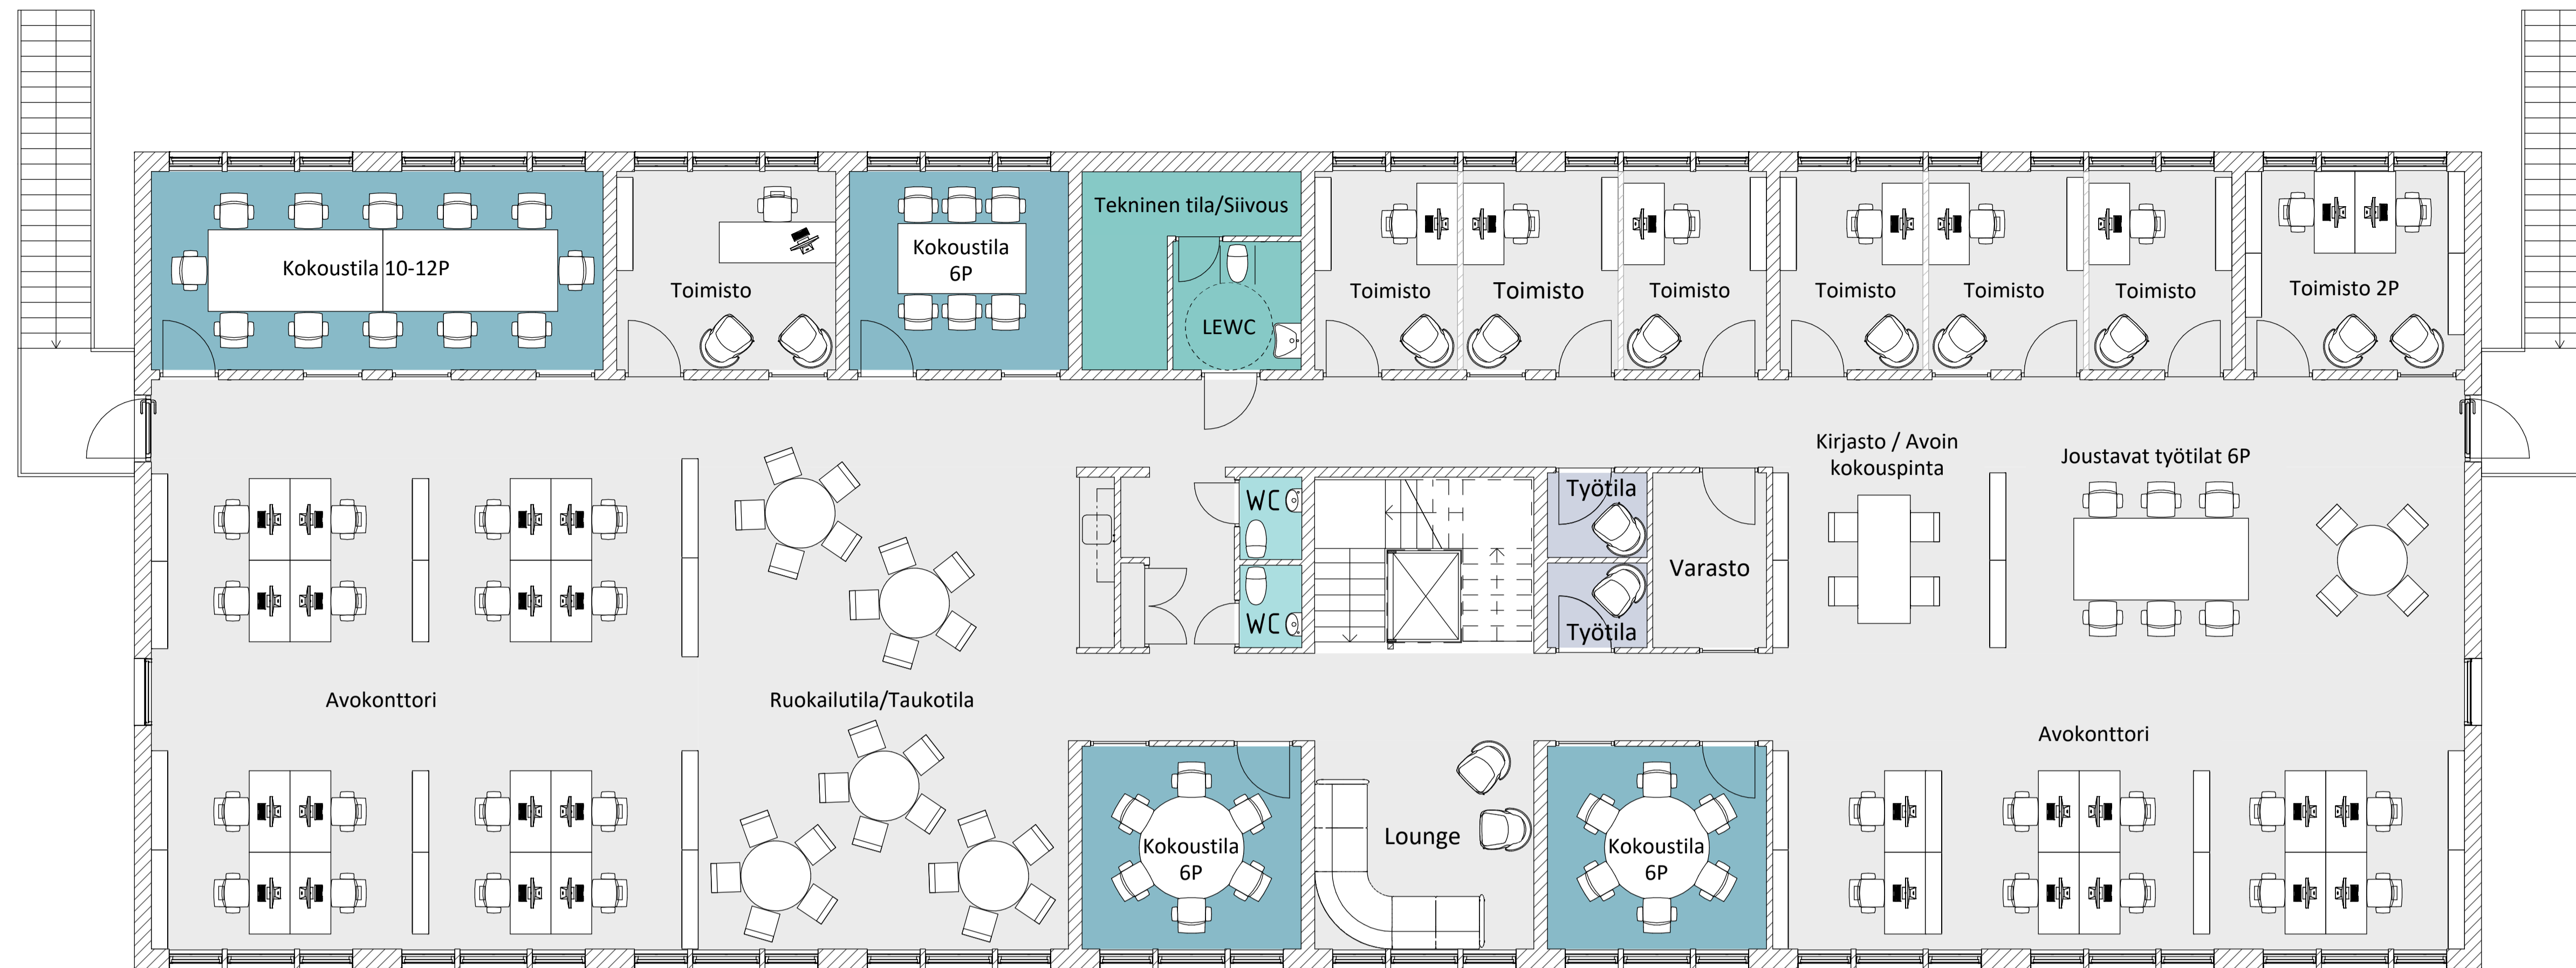 Kokoustila 10-12P
Toimisto
Kokoustila
6P
Tekninen tila/Siivous
LEWC
Toimisto
Toimisto
Toimisto
Toimisto
Toimisto
Toimisto
Toimisto 2P
Kirjasto / Avoin
kokouspinta
Joustavat työtilat 6P
WC
WC
Työtila
Työtila
Varasto
Avokonttori
Ruokailutila/Taukotila
Avokonttori
Kokoustila
6P
Lounge
Kokoustila
6P